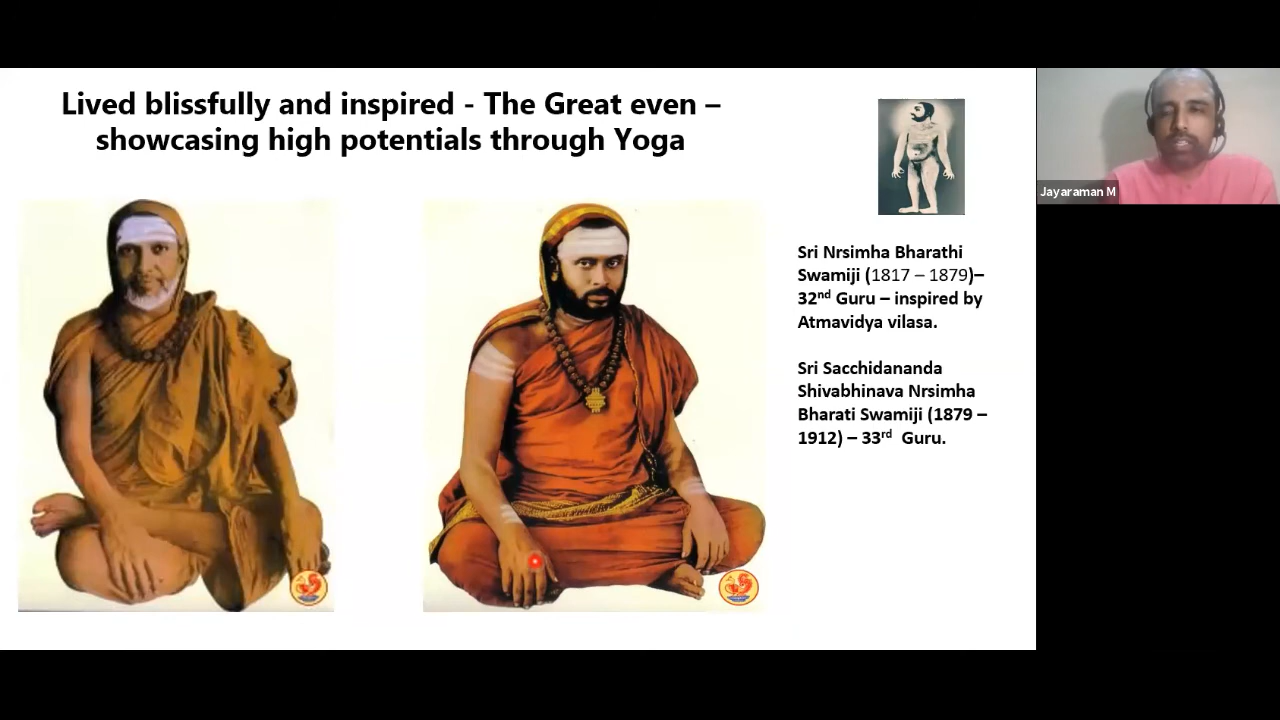 Lived blissfully and inspired - The Great even –
showcasing high potentials through Yoga
Sri Nrsimha Bharathi
Swamiji (1817 – 1879)–
32nd Guru – inspired by
Atmavidya vilasa.
Sri Sacchidananda
Shivabhinava Nrsimha
Bharati Swamiji (1879 –
1912) – 33rd Guru.
Jayaraman M